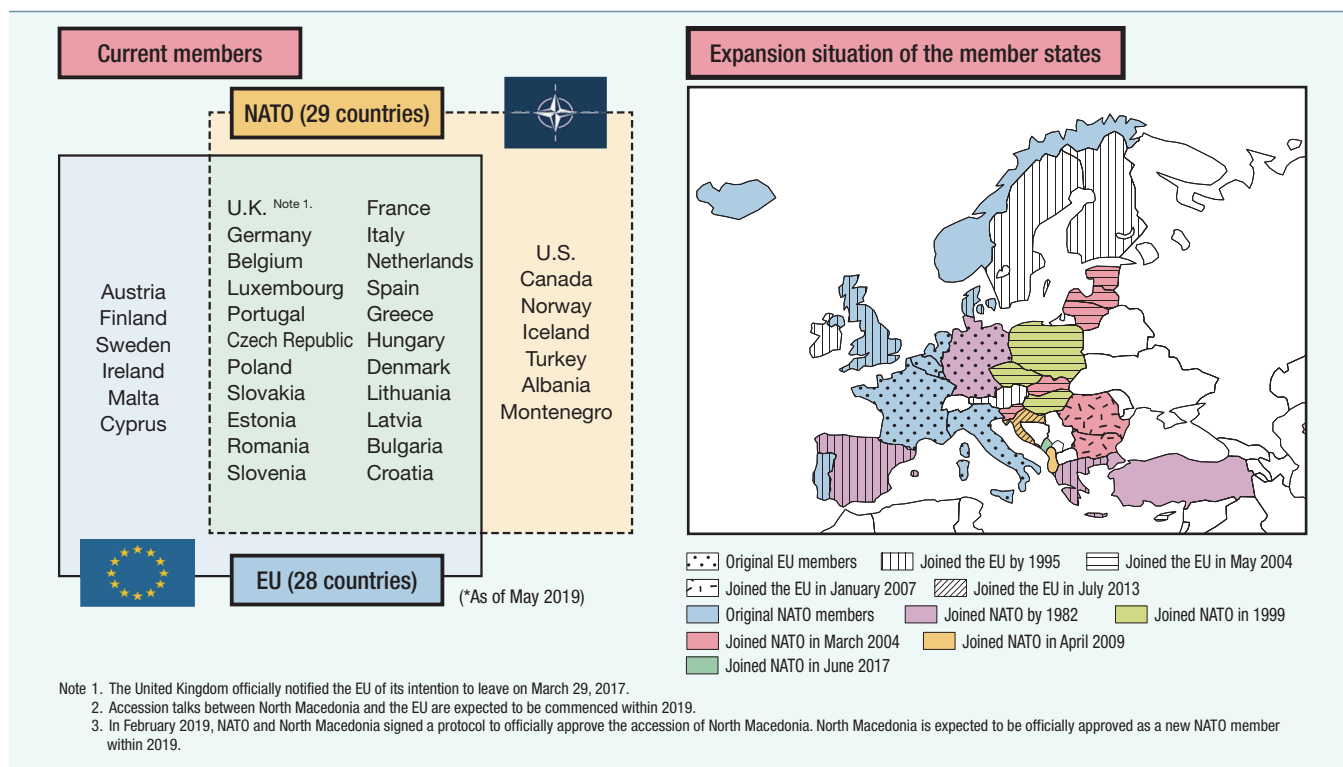 Current members
NATO (29 countries)
U.K. Note 1. France
Germany Italy
Belgium Netherlands
Luxembourg Spain
Portugal Greece
Czech Republic Hungary
Poland Denmark
Slovakia Lithuania
Estonia Latvia
Romania Bulgaria
Slovenia Croatia
Austria
Finland
Sweden
Ireland
Malta
Cyprus
U.S.
Canada
Norway
Iceland
Turkey
Albania
Montenegro
EU (28 countries)
(*As of May 2019)
Expansion situation of the member states
Original EU members Joined the EU by 1995 Joined the EU in May 2004
Joined the EU in January 2007 Joined the EU in July 2013
Original NATO members Joined NATO by 1982 Joined NATO in 1999
Joined NATO in March 2004 Joined NATO in April 2009
Joined NATO in June 2017
Note 1. The United Kingdom officially notified the EU of its intention to leave on March 29, 2017.
2. Accession talks between North Macedonia and the EU are expected to be commenced within 2019.
3. In February 2019, NATO and North Macedonia signed a protocol to officially approve the accession of North Macedonia. North Macedonia is expected to be officially approved as a new NATO member
within 2019.